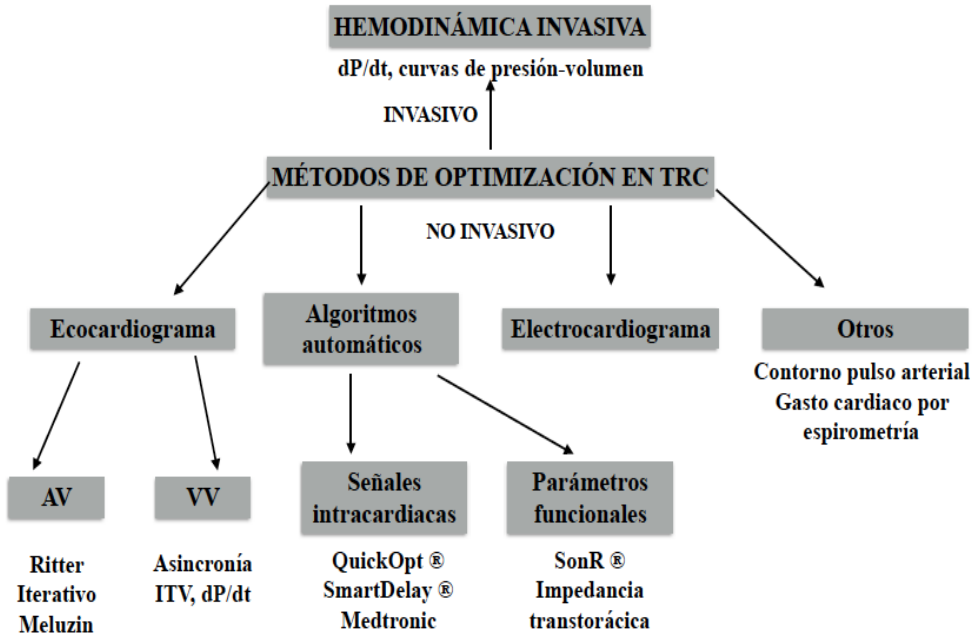 HEMODINÁMICA INVASIVA
dP/dt, curvas de presión-volumen
INVASIVO
MÉTODOS DE OPTIMIZACIÓN EN TRC
NO INVASIVO
Ecocardiograma
Algoritmos
automáticos
Electrocardiograma
Otros
Contorno pulso arterial
Gasto cardiaco por
espirometría
AV
VV
Señales
intracardiacas
Parámetros
funcionales
Ritter
Iterativo
Meluzin
Asincronía
ITV, dP/dt
QuickOpt ®
SmartDelay ®
Medtronic
SonR ®
Impedancia
transtorácica